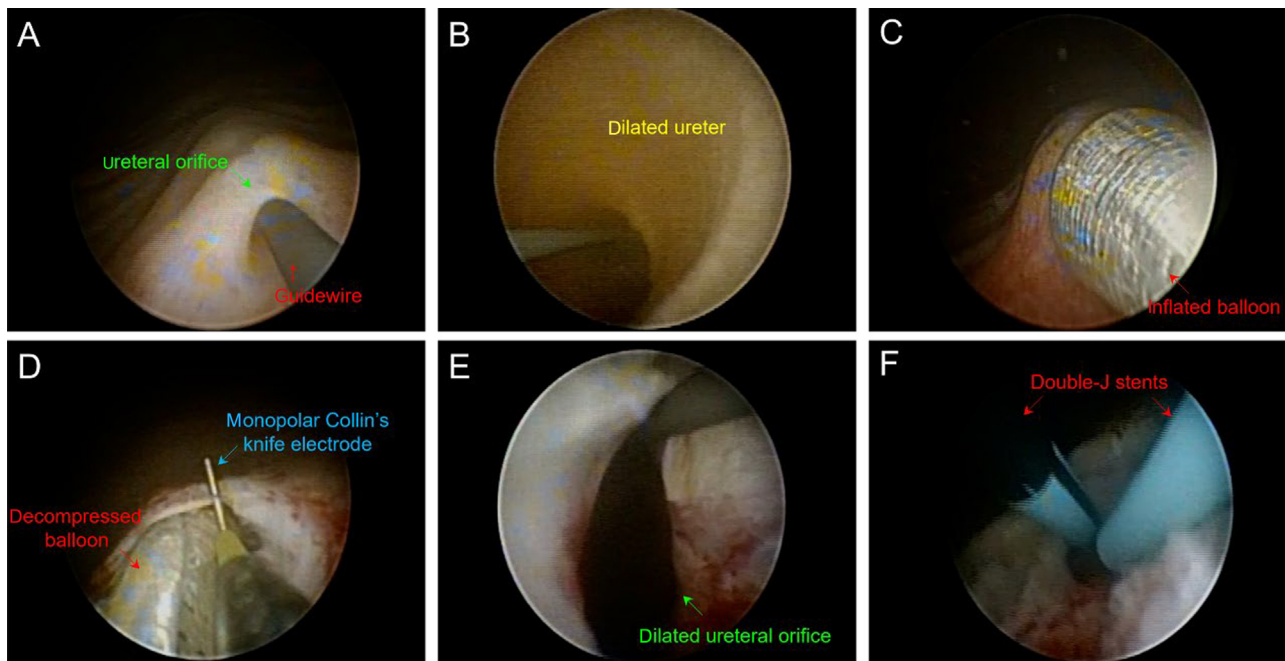 A
Ureteral orifice
Guidewire
B
Dilated ureter
C
Inflated balloon
D
Monopolar Collin's
knife electrode
Decompressed
balloon
E
Dilated ureteral orifice
F
Double-J stents